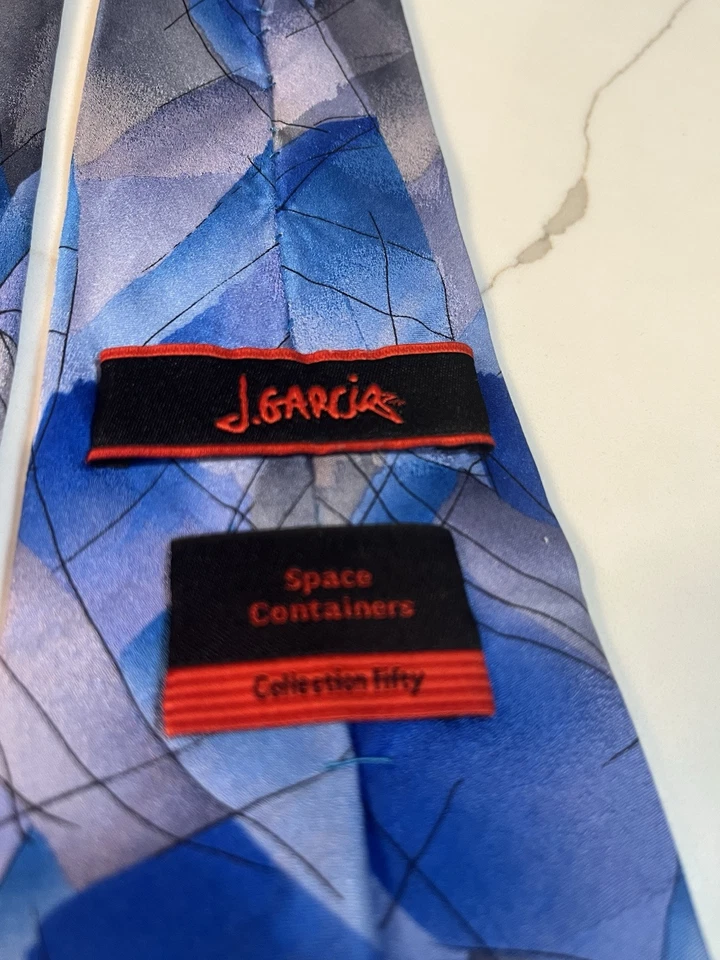 J.GARCIA
Space
Containers
Collection Fifty